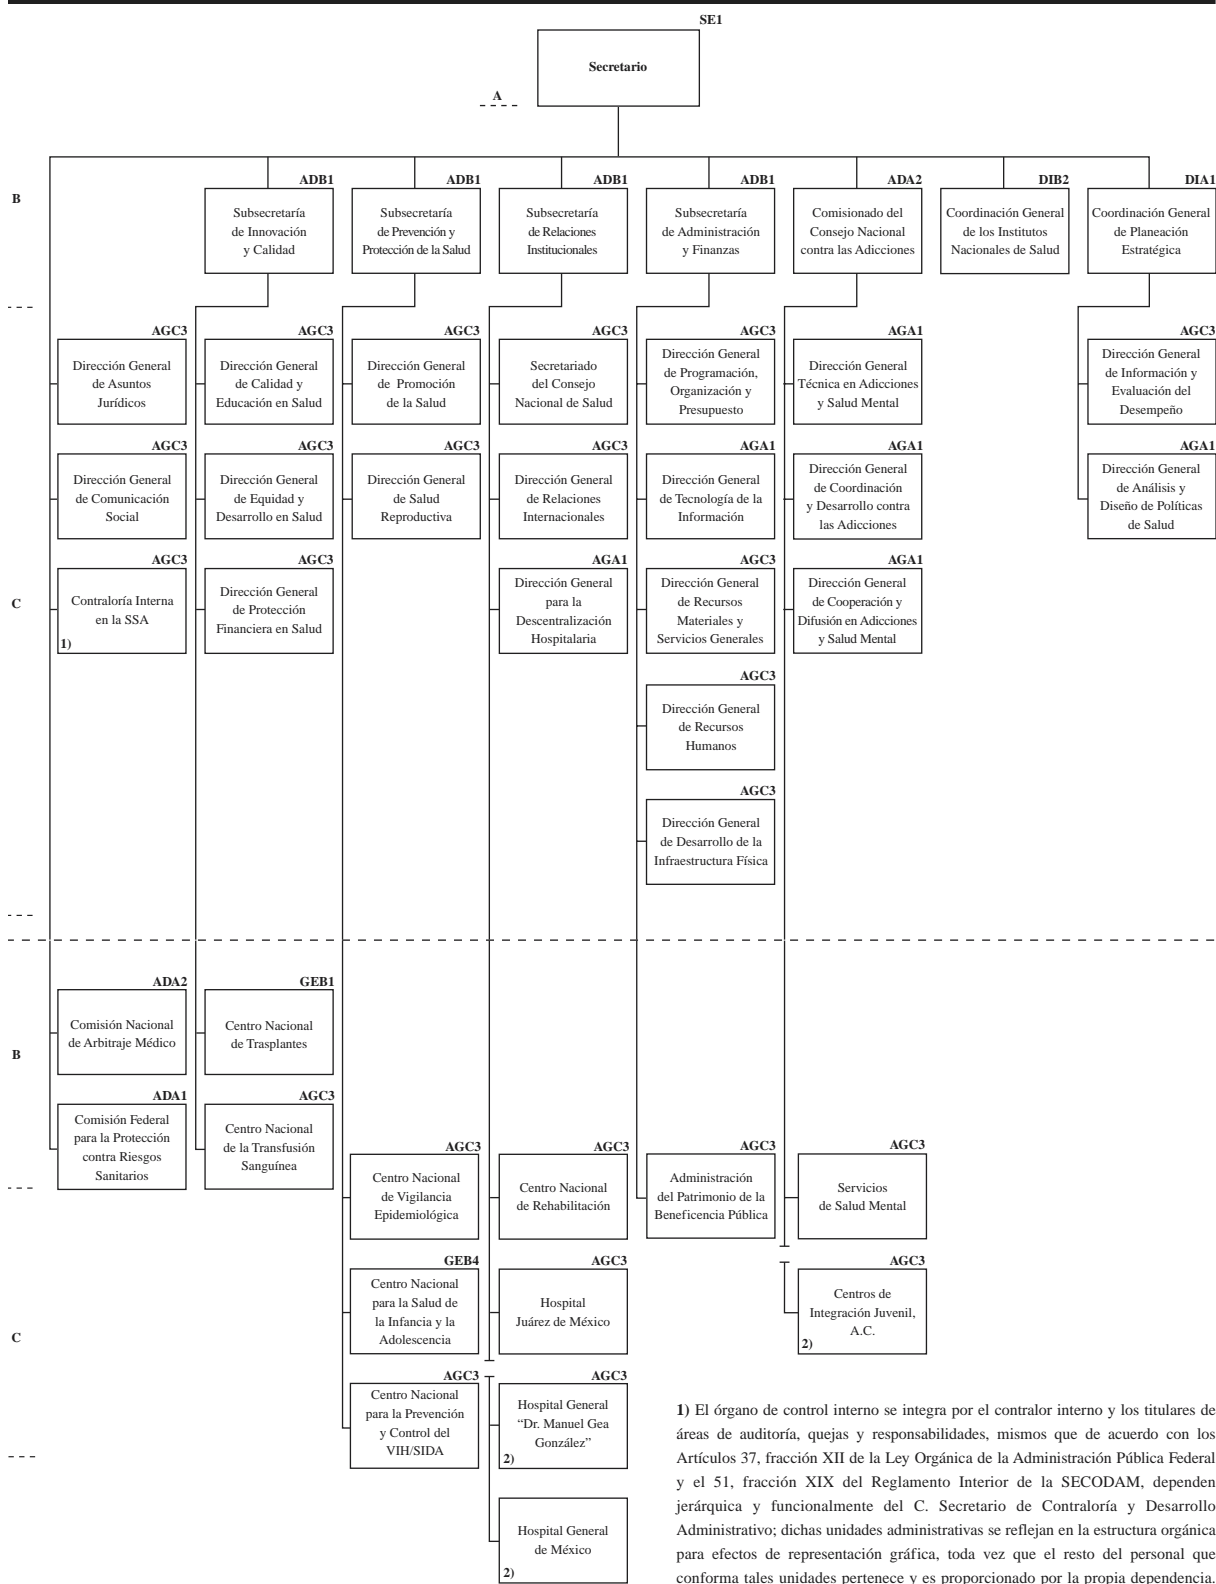 SE1
Secretario
A
B
ADB1
Subsecretaría
de Innovación
y Calidad
ADB1
Subsecretaría
de Prevención y
Protección de la Salud
ADB1
Subsecretaría
de Relaciones
Institucionales
ADB1
Subsecretaría
de Administración
y Finanzas
ADA2
Comisionado del
Consejo Nacional
contra las Adicciones
DIB2
Coordinación General
de los Institutos
Nacionales de Salud
DIA1
Coordinación General
de Planeación
Estratégica
AGC3
Dirección General
de Asuntos
Jurídicos
AGC3
Dirección General
de Calidad y
Educación en Salud
AGC3
Dirección General
de Promoción
de la Salud
AGC3
Secretariado
del Consejo
Nacional de Salud
AGC3
Dirección General
de Programación,
Organización y
Presupuesto
AGA1
Dirección General
Técnica en Adicciones
y Salud Mental
AGC3
Dirección General
de Información y
Evaluación del
Desempeño
AGC3
Dirección General
de Comunicación
Social
AGC3
Dirección General
de Equidad y
Desarrollo en Salud
AGC3
Dirección General
de Salud
Reproductiva
AGC3
Dirección General
de Relaciones
Internacionales
AGA1
Dirección General
de Tecnología de la
Información
AGA1
Dirección General
de Coordinación
y Desarrollo contra
las Adicciones
AGA1
Dirección General
de Análisis y
Diseño de Políticas
de Salud
C
AGC3
Contraloría Interna
en la SSA
1)
AGC3
Dirección General
de Protección
Financiera en Salud
AGA1
Dirección General
para la
Descentralización
Hospitalaria
AGC3
Dirección General
de Recursos
Materiales y
Servicios Generales
AGA1
Dirección General
de Cooperación y
Difusión en Adicciones
y Salud Mental
AGC3
Dirección General
de Recursos
Humanos
AGC3
Dirección General
de Desarrollo de la
Infraestructura Física
B
ADA2
Comisión Nacional
de Arbitraje Médico
GEB1
Centro Nacional
de Trasplantes
ADA1
Comisión Federal
para la Protección
contra Riesgos
Sanitarios
AGC3
Centro Nacional
de la Transfusión
Sanguínea
AGC3
Centro Nacional
de Vigilancia
Epidemiológica
AGC3
Centro Nacional
de Rehabilitación
AGC3
Administración
del Patrimonio de la
Beneficencia Pública
AGC3
Servicios
de Salud Mental
C
GEB4
Centro Nacional
para la Salud de
la Infancia y la
Adolescencia
AGC3
Hospital
Juárez de México
AGC3
Centros de
Integración Juvenil,
A.C.
2)
AGC3
Centro Nacional
para la Prevención
y Control del
VIH/SIDA
AGC3
Hospital General
“Dr. Manuel Gea
González”
2)
Hospital General
de México
2)
1) El órgano de control interno se integra por el contralor interno y los titulares de
áreas de auditoría, quejas y responsabilidades, mismos que de acuerdo con los
Artículos 37, fracción XII de la Ley Orgánica de la Administración Pública Federal
y el 51, fracción XIX del Reglamento Interior de la SECODAM, dependen
jerárquica y funcionalmente del C. Secretario de Contraloría y Desarrollo
Administrativo; dichas unidades administrativas se reflejan en la estructura orgánica
para efectos de representación gráfica, toda vez que el resto del personal que
conforma tales unidades pertenece y es proporcionado por la propia dependencia.